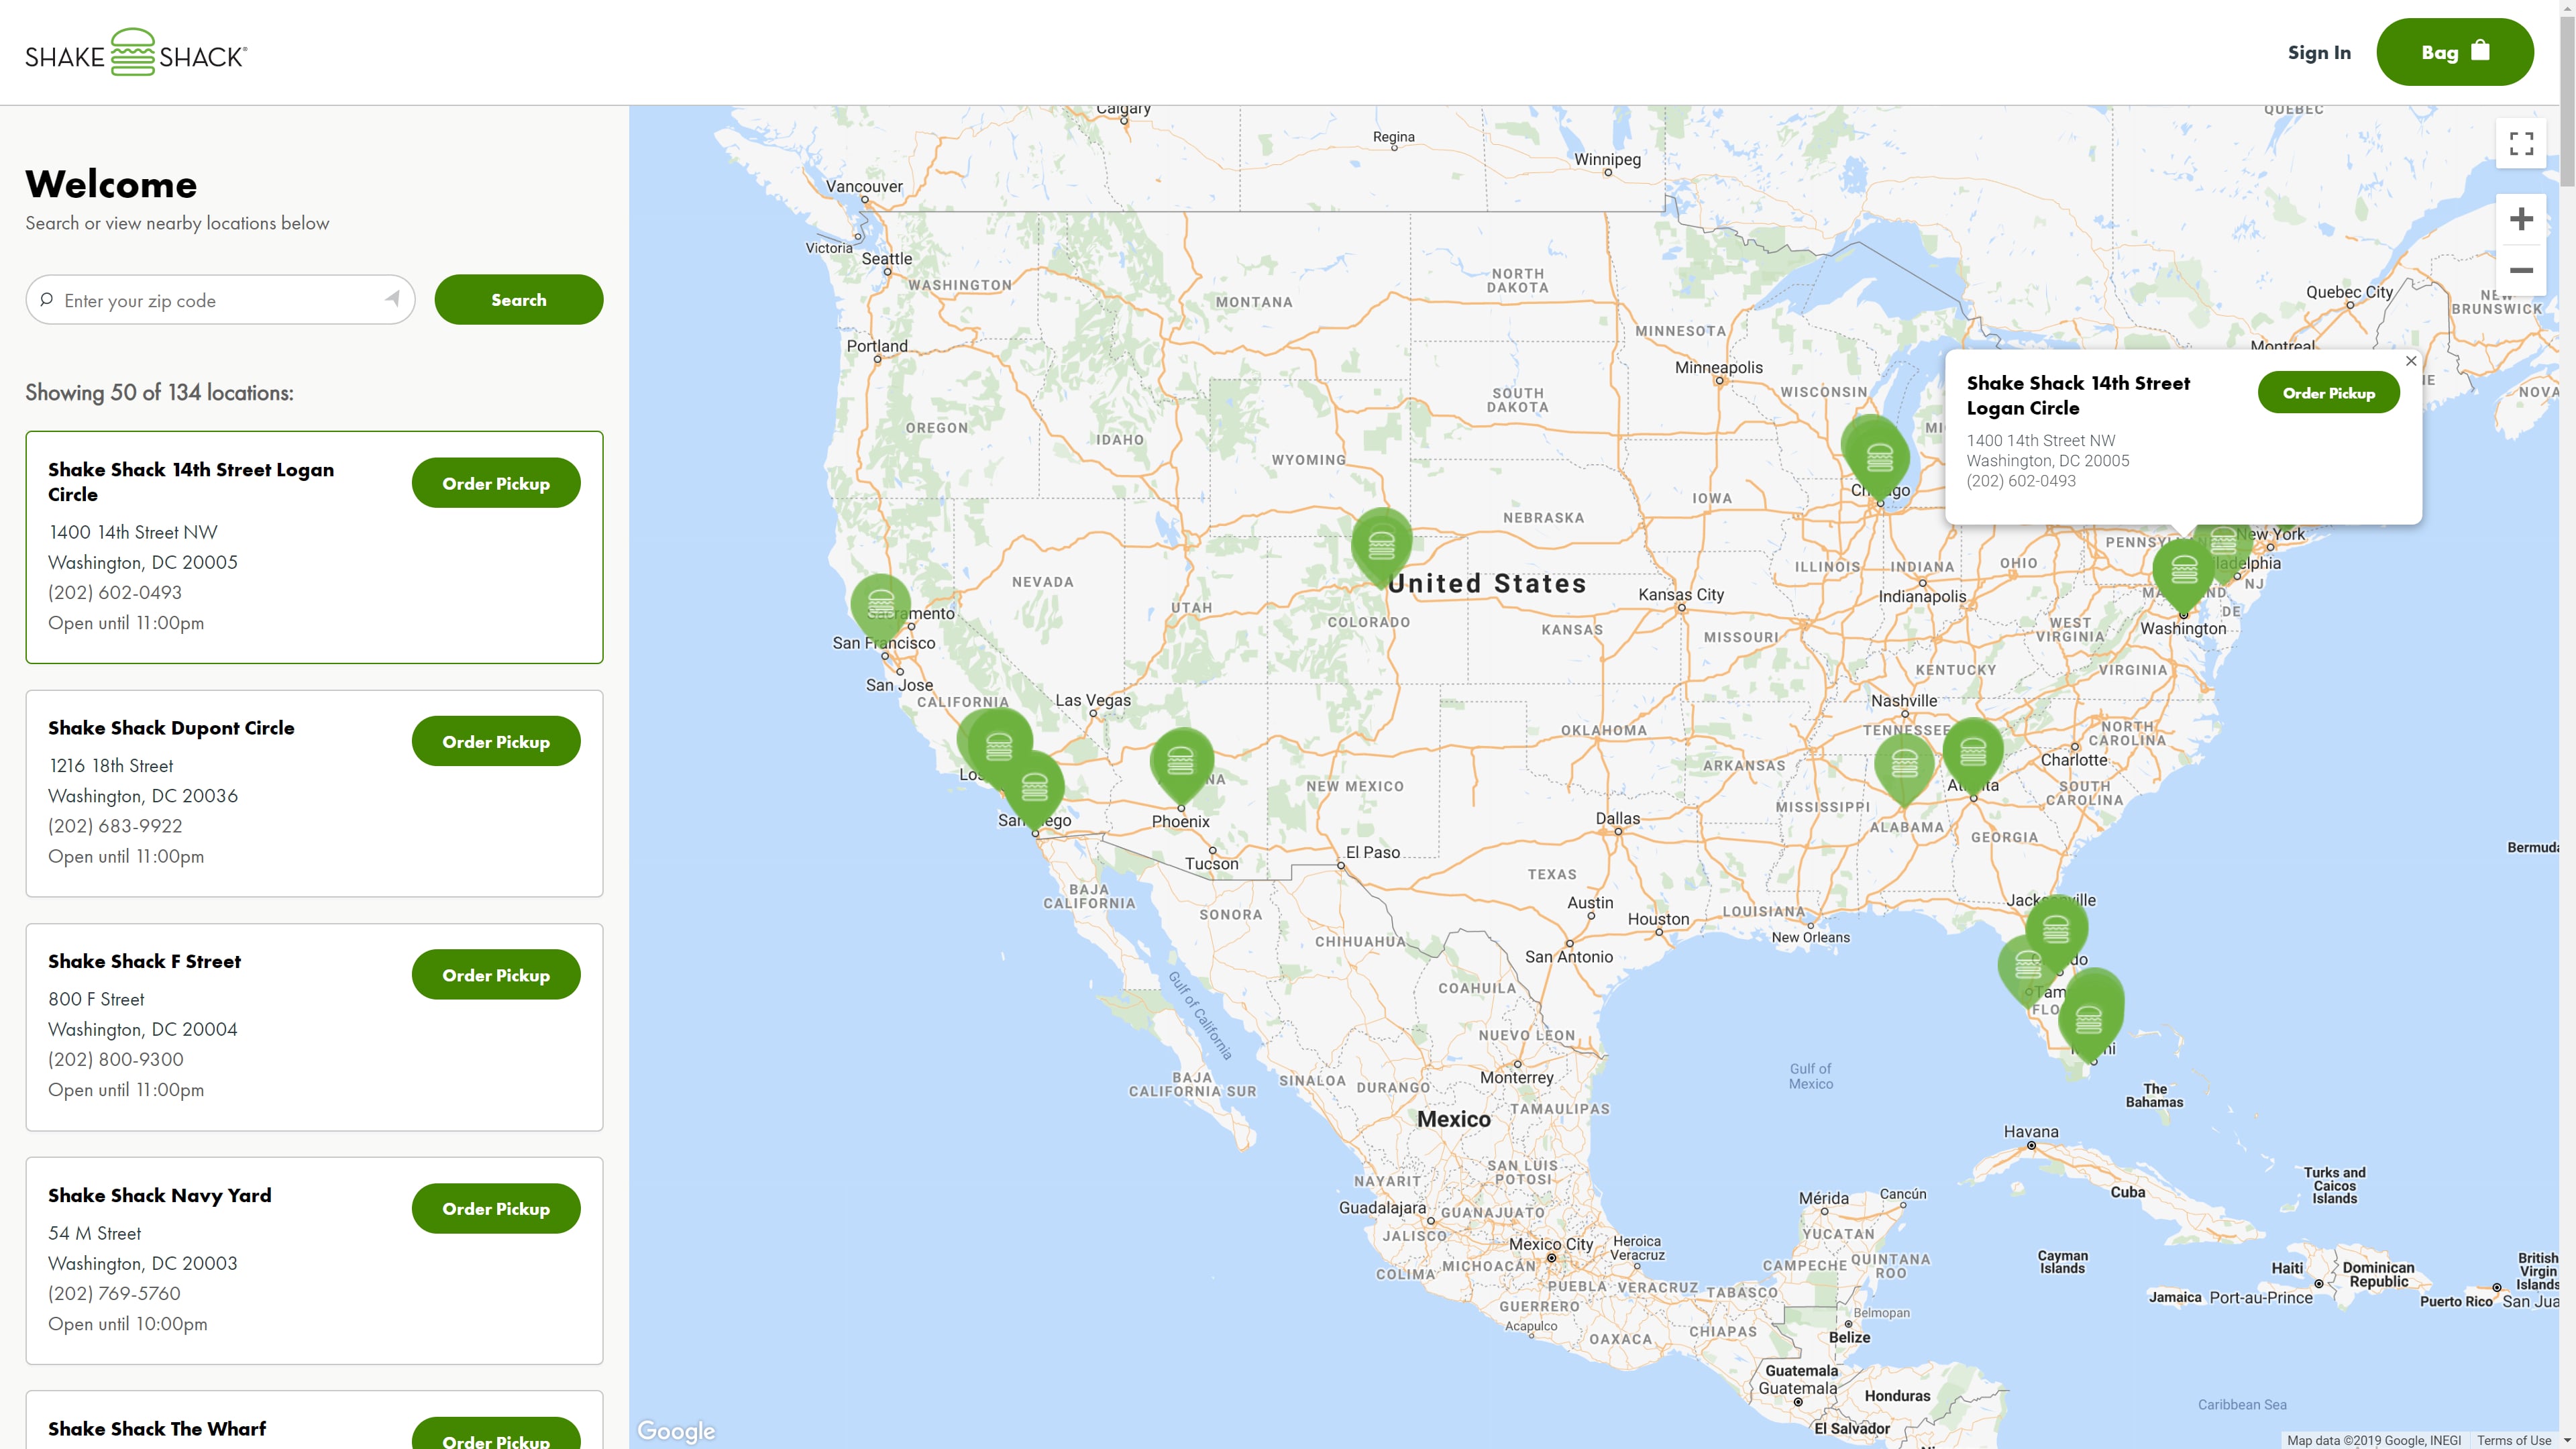 SHAKE SHACK®
Sign In
Bag
Welcome
Search or view nearby locations below
Enter your zip code
Search
Showing 50 of 134 locations:
Shake Shack 14th Street Logan
Circle
Order Pickup
1400 14th Street NW
Washington, DC 20005
(202) 602-0493
Open until 11:00pm
Shake Shack Dupont Circle
Order Pickup
1216 18th Street
Washington, DC 20036
(202) 683-9922
Open until 11:00pm
Shake Shack F Street
Order Pickup
800 F Street
Washington, DC 20004
(202) 800-9300
Open until 11:00pm
Shake Shack Navy Yard
Order Pickup
54 M Street
Washington, DC 20003
(202) 769-5760
Open until 10:00pm
Shake Shack The Wharf
Order Pickup
Calgary
QUEBEC
Regina
Winnipeg
Vancouver
Victoria
Seattle
WASHINGTON
NORTH
DAKOTA
MONTANA
Quebec City
BRUNSWICK
MINNESOTA
Portland
Montreal
Minneapolis
Shake Shack 14th Street
Logan Circle
Order Pickup
1400 14th Street NW
Washington, DC 20005
(202) 602-0493
SOUTH
DAKOTA
WISCONSIN
NOVA
OREGON
IDAHO
WYOMING
IOWA
NEBRASKA
New York
ILLINOIS
INDIANA
OHIO
NJ
NEVADA
United States
Kansas City
Indianapolis
UTAH
COLORADO
KANSAS
MISSOURI
WEST
VIRGINIA
DE
Washington
San Francisco
San Jose
KENTUCKY
VIRGINIA
CALIFORNIA
Las Vegas
Nashville
TENNESSEE
OKLAHOMA
NORTH
CAROLINA
Charlotte
ARKANSAS
NEW MEXICO
SOUTH
CAROLINA
MISSISSIPPI
Phoenix
Dallas
ALABAMA
GEORGIA
Bermuda
El Paso
Tucson
TEXAS
BAJA
CALIFORNIA
SONORA
Austin
Houston
LOUISIANA
New Orleans
CHIHUAHUA
San Antonio
Gulf of California
COAHUILA
NUEVO LEON
Monterrey
Gulf of
Mexico
BAJA
CALIFORNIA SUR
SINALOA
DURANGO
The
Bahamas
Mexico
TAMAULIPAS
Havana
SAN LUIS
POTOSI
NAYARIT
Turks and
Caicos
Islands
Cuba
Mérida
Cancún
Guadalajara
GUANAJUATO
JALISCO
YUCATAN
Mexico City
Heroica
Veracruz
Cayman
Islands
QUINTANA
ROO
CAMPECHE
COLIMA
MICHOACÁN
PUEBLA
VERACRUZ
TABASCO
Haiti
Dominican
Republic
British
Virgin
Islands
Jamaica
Port-au-Prince
Puerto Rico
San Jua
GUERRERO
Acapulco
OAXACA
CHIAPAS
Belmopan
Belize
Guatemala
Guatemala
Honduras
El Salvador
Caribbean Sea
Google
Map data ©2019 Google, INEGI
Terms of Use